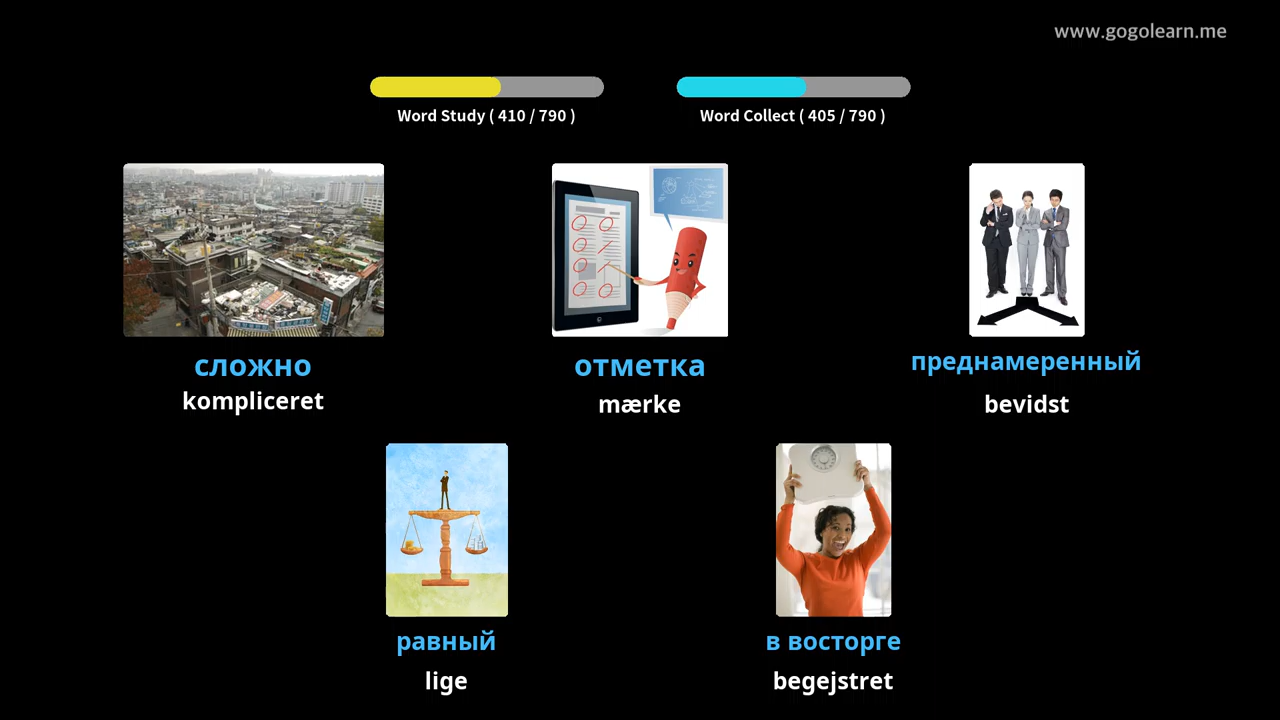 www.gogolearn.me
Word Study ( 410 / 790 )
Word Collect ( 405 / 790 )
сложно
kompliceret
отметка
mærke
преднамеренный
bevidst
равный
lige
в восторге
begejstret